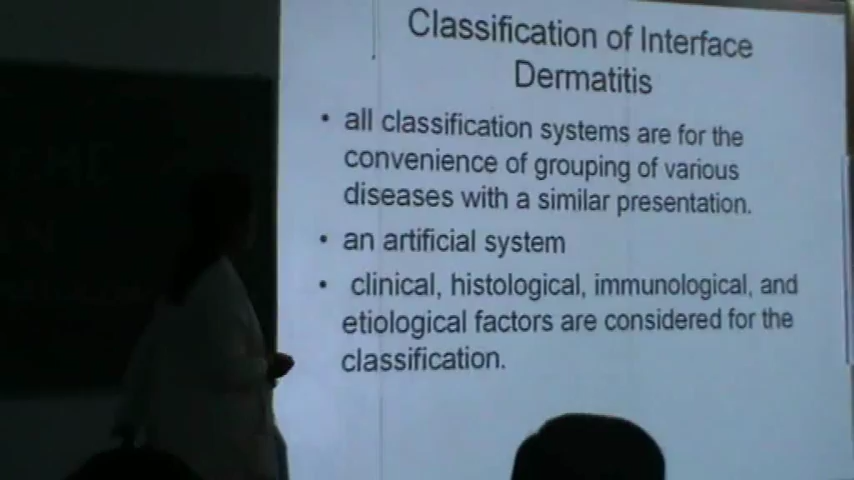 Classification of Interface
Dermatitis
• all classification systems are for the
convenience of grouping of various
diseases with a similar presentation.
• an artificial system
• clinical, histological, immunological, and
etiological factors are considered for the
classification.